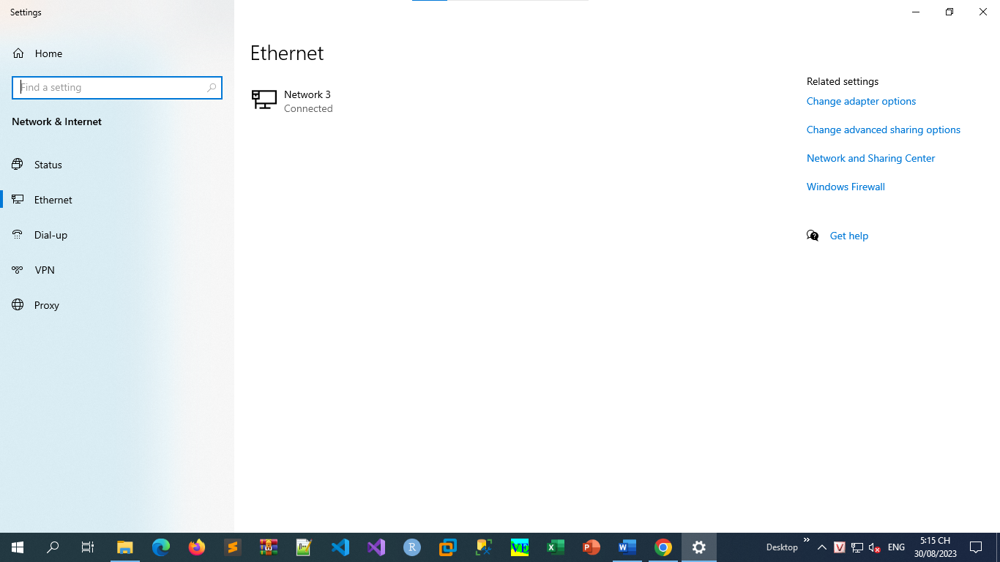 Settings
Home
Find a setting
Network & Internet
Status
Ethernet
Dial-up
VPN
Proxy
Ethernet
Network 3
Connected
Related settings
Change adapter options
Change advanced sharing options
Network and Sharing Center
Windows Firewall
Get help
Desktop
ENG
5:15 CH
30/08/2023